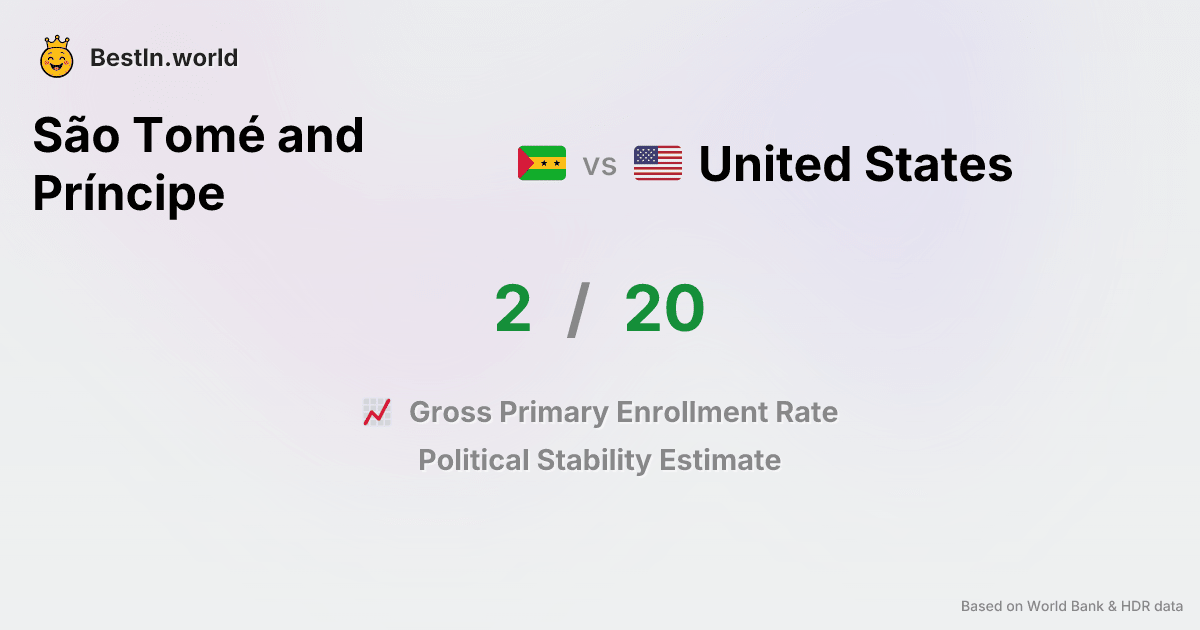 BestIn.world
São Tomé and
Príncipe
vs
United States
2 / 20
Gross Primary Enrollment Rate
Political Stability Estimate
Based on World Bank & HDR data